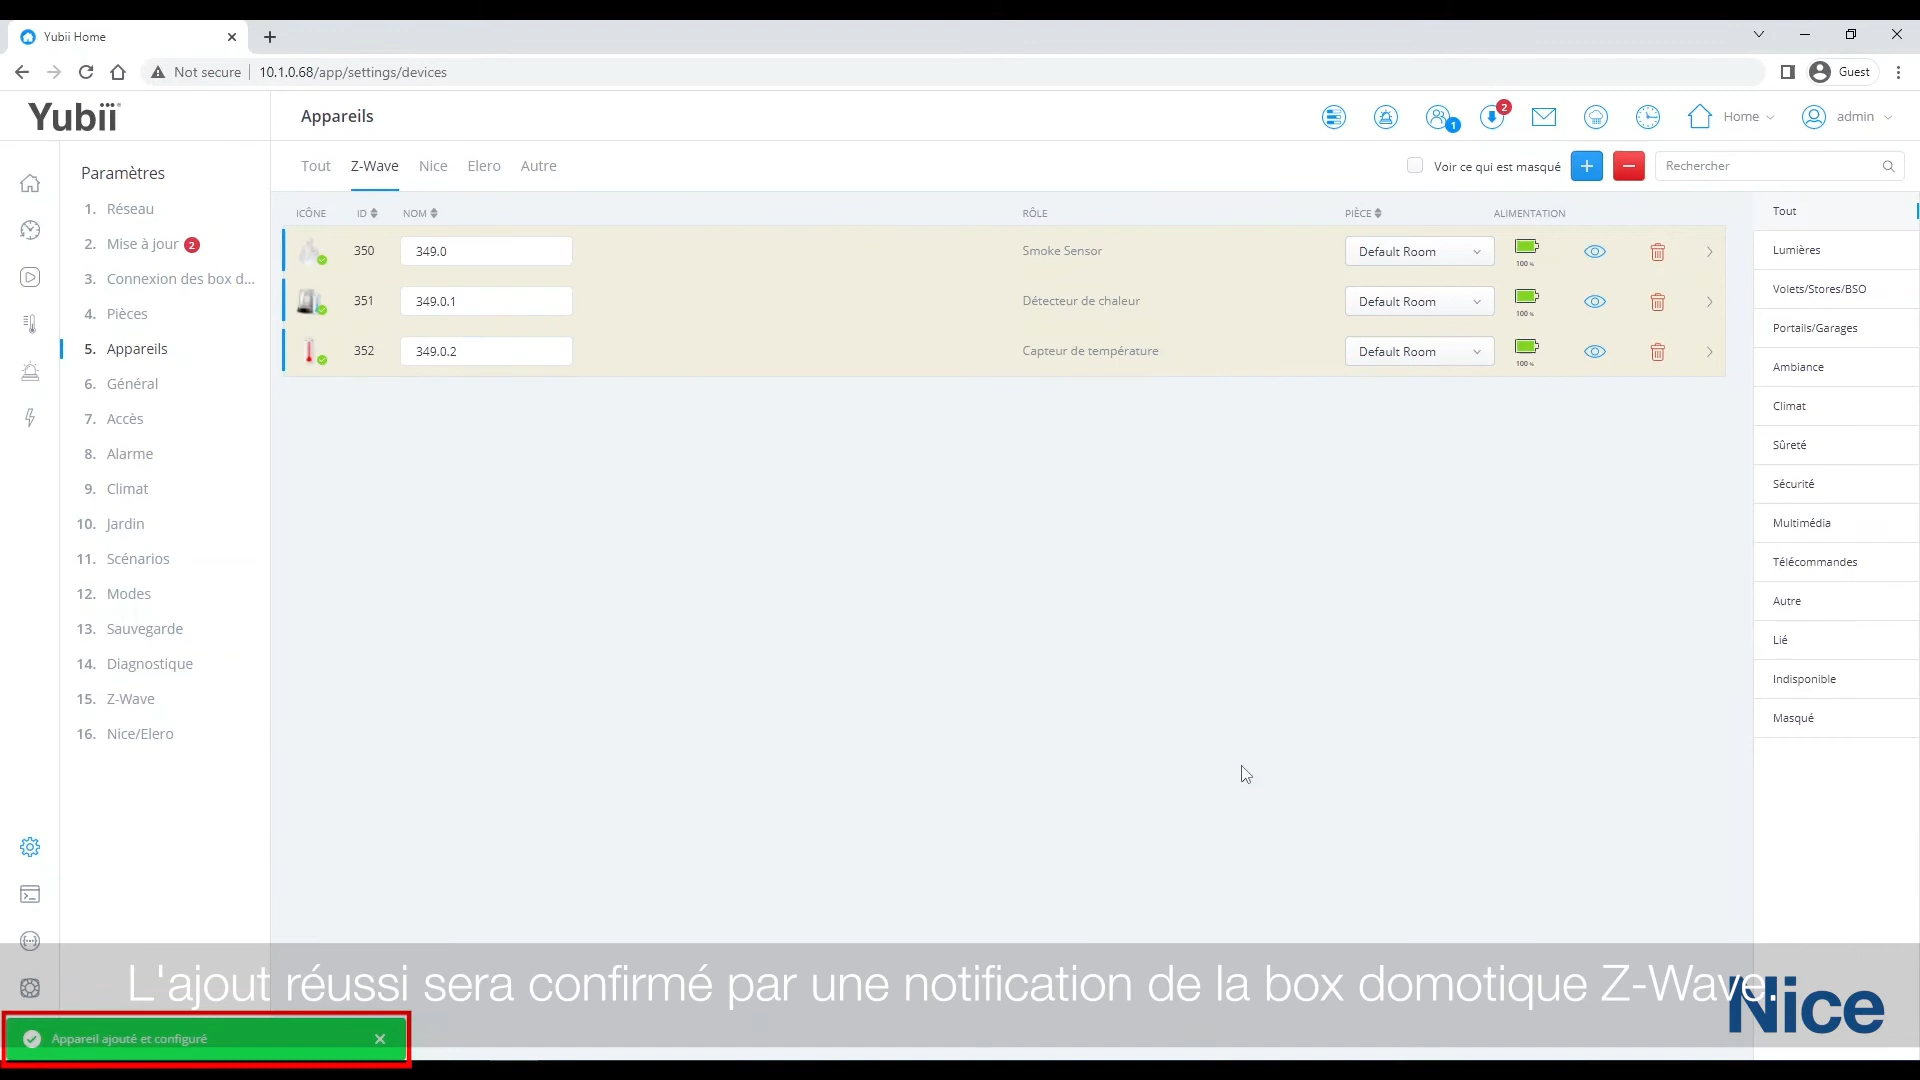 Yubii Home
Not secure 10.1.0.68/app/settings/devices Guest
Yubii
Appareils
2
1
Home
admin
Tout Z-Wave Nice Elero Autre
Voir ce qui est masqué
Rechercher
Paramètres
1. Réseau
2. Mise à jour 2
3. Connexion des box d...
4. Pièces
5. Appareils
6. Général
7. Accès
8. Alarme
9. Climat
10. Jardin
11. Scénarios
12. Modes
13. Sauvegarde
14. Diagnostique
15. Z-Wave
16. Nice/Elero
ICÔNE ID NOM RÔLE PIÈCE ALIMENTATION
350 349.0 Smoke Sensor Default Room 100 %
351 349.0.1 Détecteur de chaleur Default Room 100 %
352 349.0.2 Capteur de température Default Room 100 %
Tout
Lumières
Volets/Stores/BSO
Portails/Garages
Ambiance
Climat
Sûreté
Sécurité
Multimédia
Télécommandes
Autre
Lié
Indisponible
Masqué
L'ajout réussi sera confirmé par une notification de la box domotique Z-Wave.
Nice
Appareil ajouté et configuré